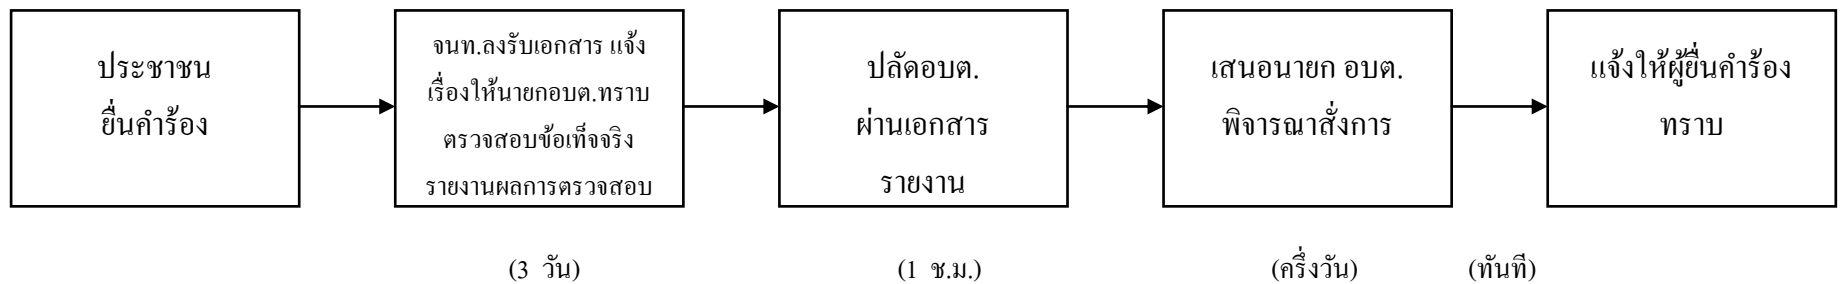 ประชาชน
ยื่นคำร้อง
จนท.ลงรับเอกสาร แจ้ง
เรื่องให้นายกอบต.ทราบ
ตรวจสอบข้อเท็จจริง
รายงานผลการตรวจสอบ
ปลัดอบต.
ผ่านเอกสาร
รายงาน
เสนอนายก อบต.
พิจารณาสั่งการ
แจ้งให้ผู้ยื่นคำร้อง
ทราบ
(3 วัน)
(1 ช.ม.)
(ครึ่งวัน)
(ทันที)